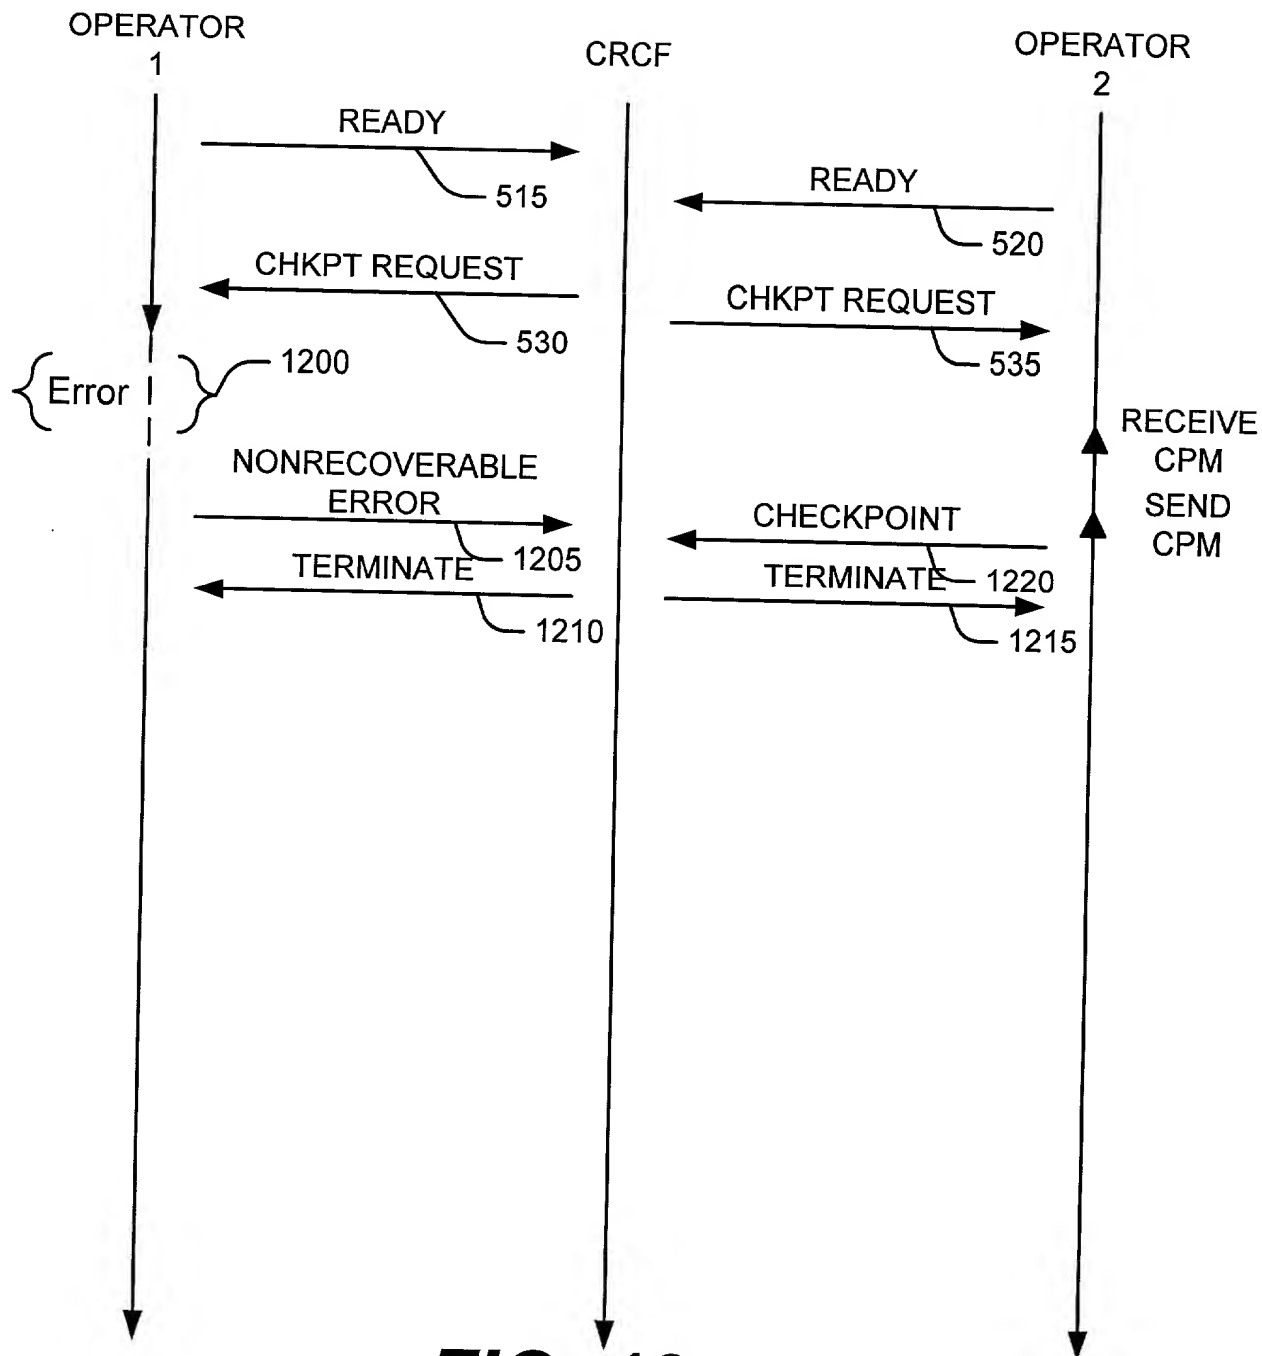 OPERATOR
1
CRCF
OPERATOR
2
READY
515
READY
520
CHKPT REQUEST
530
CHKPT REQUEST
535
{ Error }
1200
RECEIVE
CPM
NONRECOVERABLE
ERROR
1205
SEND
CPM
CHECKPOINT
1220
TERMINATE
1210
TERMINATE
1215